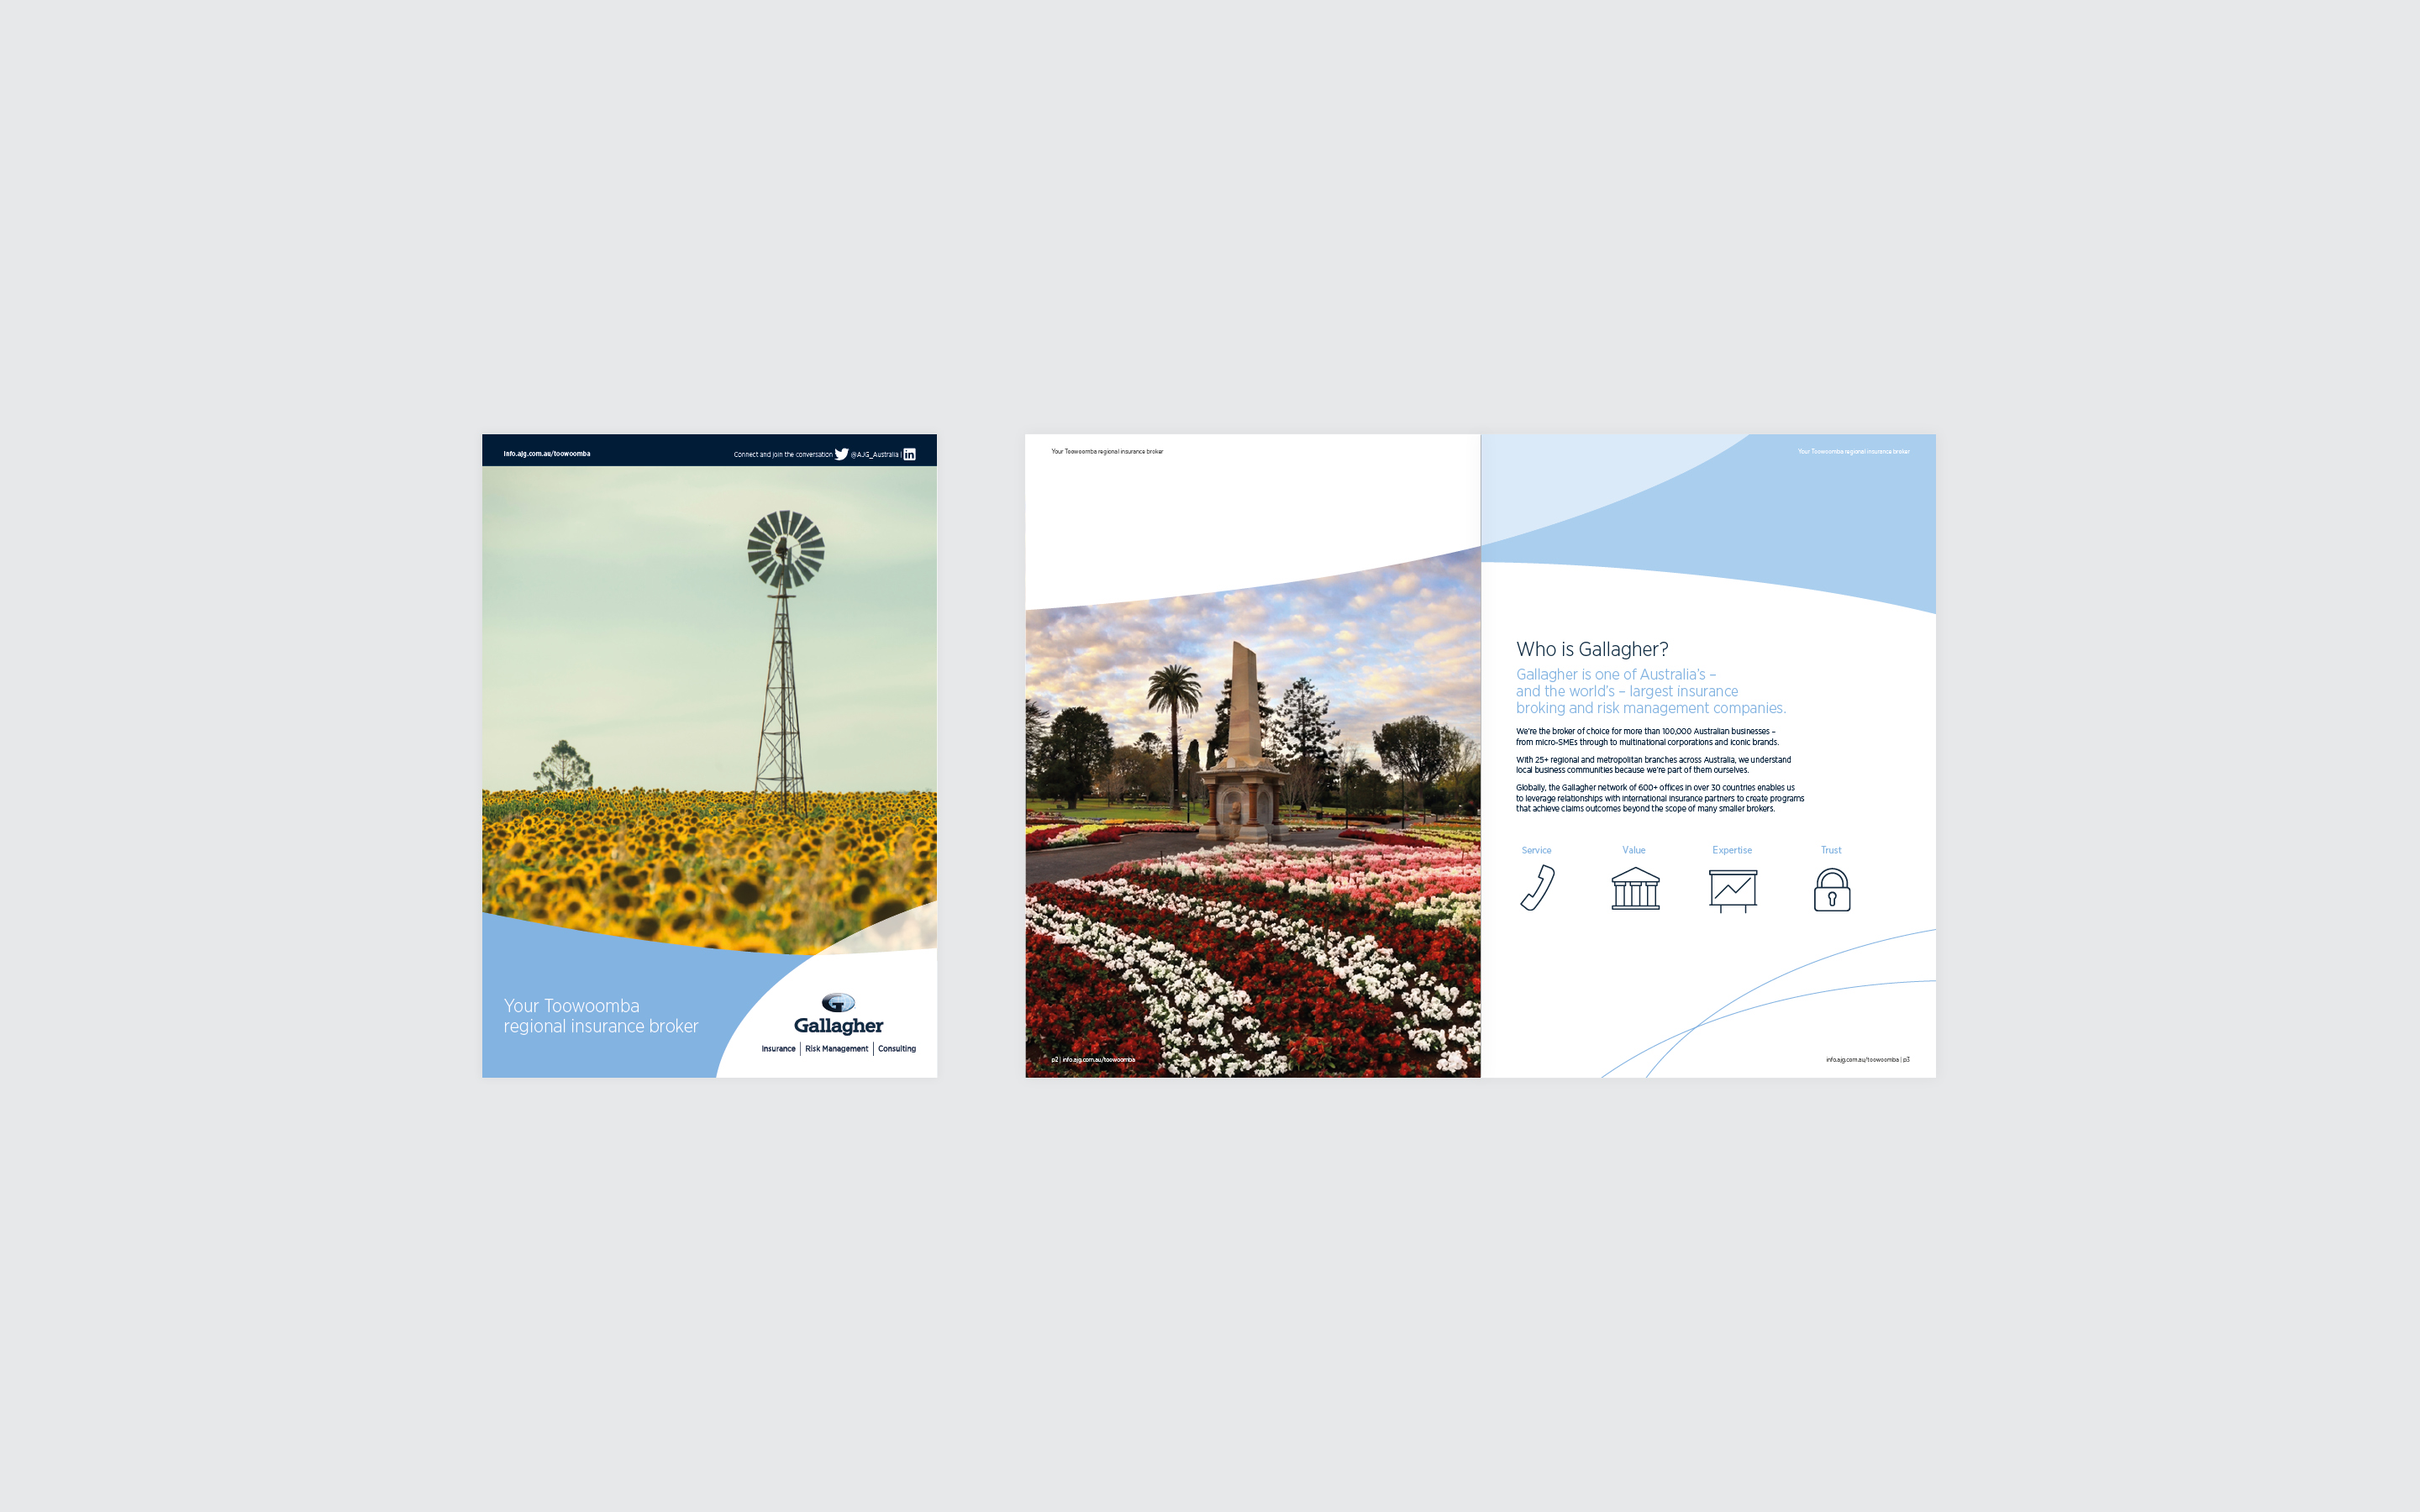 info.ajg.com.au/toowoomba
Connect and join the conversation @AJG_Australia |
Your Toowoomba
regional insurance broker
Gallagher
Insurance | Risk Management | Consulting
Your Toowoomba regional insurance broker
p2 | info.ajg.com.au/toowoomba
Your Toowoomba regional insurance broker
Who is Gallagher?
Gallagher is one of Australia's –
and the world's – largest insurance
broking and risk management companies.
We're the broker of choice for more than 100,000 Australian businesses –
from micro-SMEs through to multinational corporations and iconic brands.
With 25+ regional and metropolitan branches across Australia, we understand
local business communities because we're part of them ourselves.
Globally, the Gallagher network of 600+ offices in over 30 countries enables us
to leverage relationships with international insurance partners to create programs
that achieve claims outcomes beyond the scope of many smaller brokers.
Service Value Expertise Trust
info.ajg.com.au/toowoomba | p3